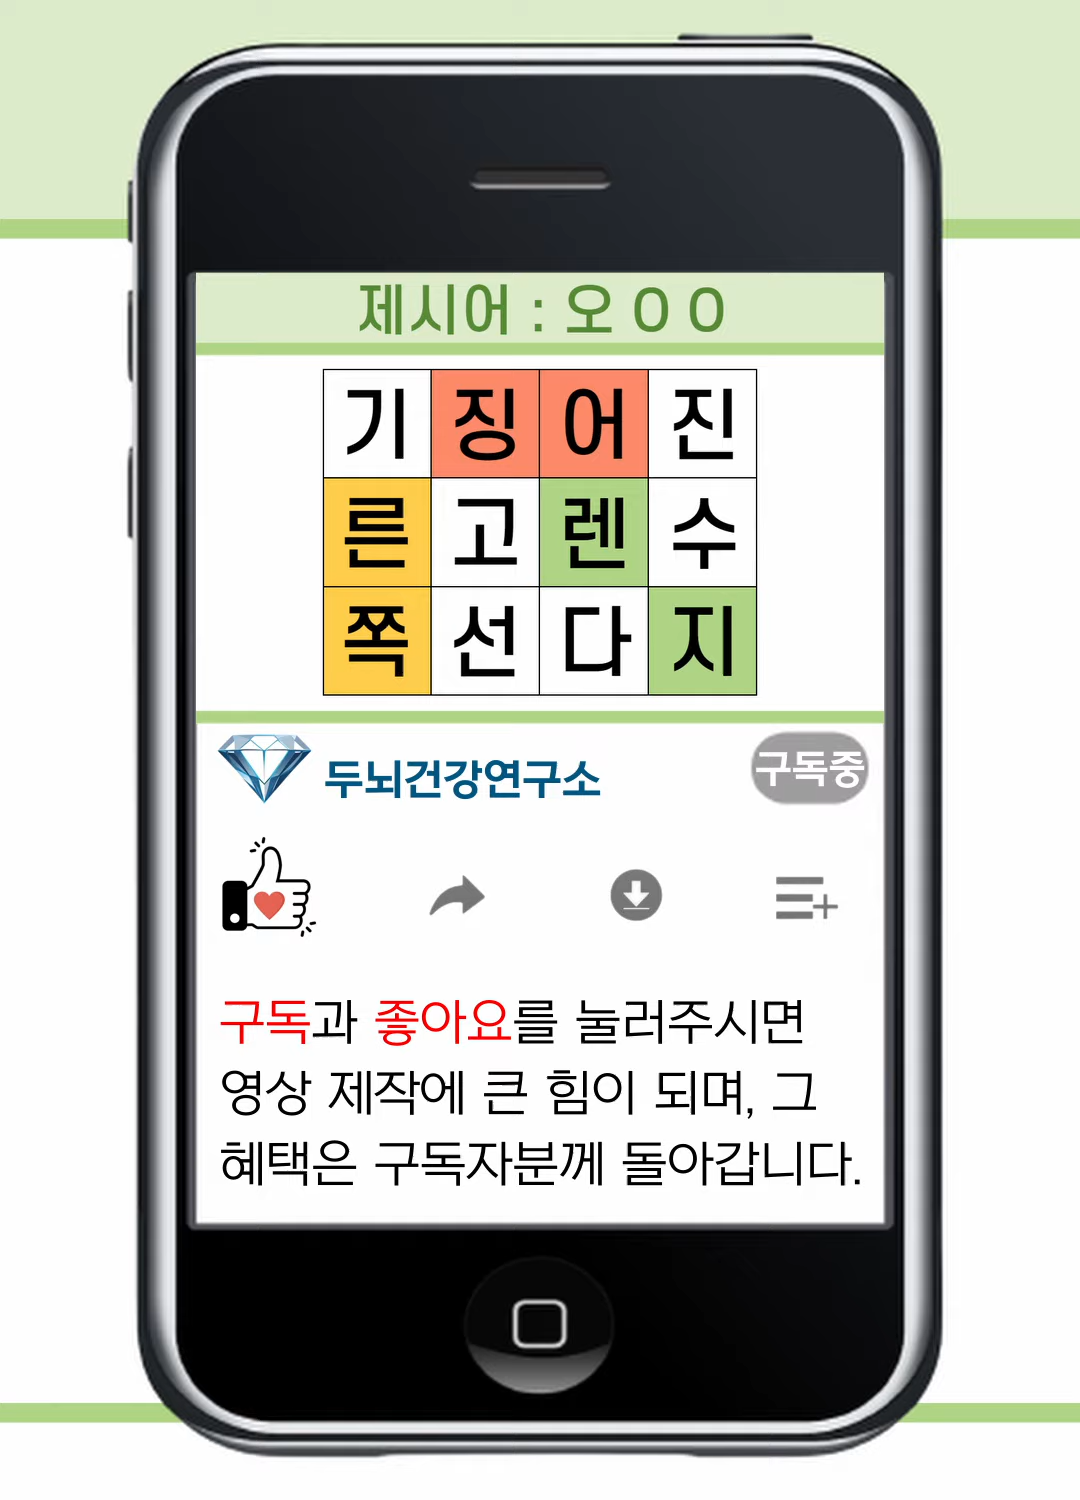 제시어 : 오 O O
기 징 어 진
른 고 렌 수
쪽 선 다 지
두뇌건강연구소
구독중
구독과 좋아요를 눌러주시면
영상 제작에 큰 힘이 되며, 그
혜택은 구독자분께 돌아갑니다.